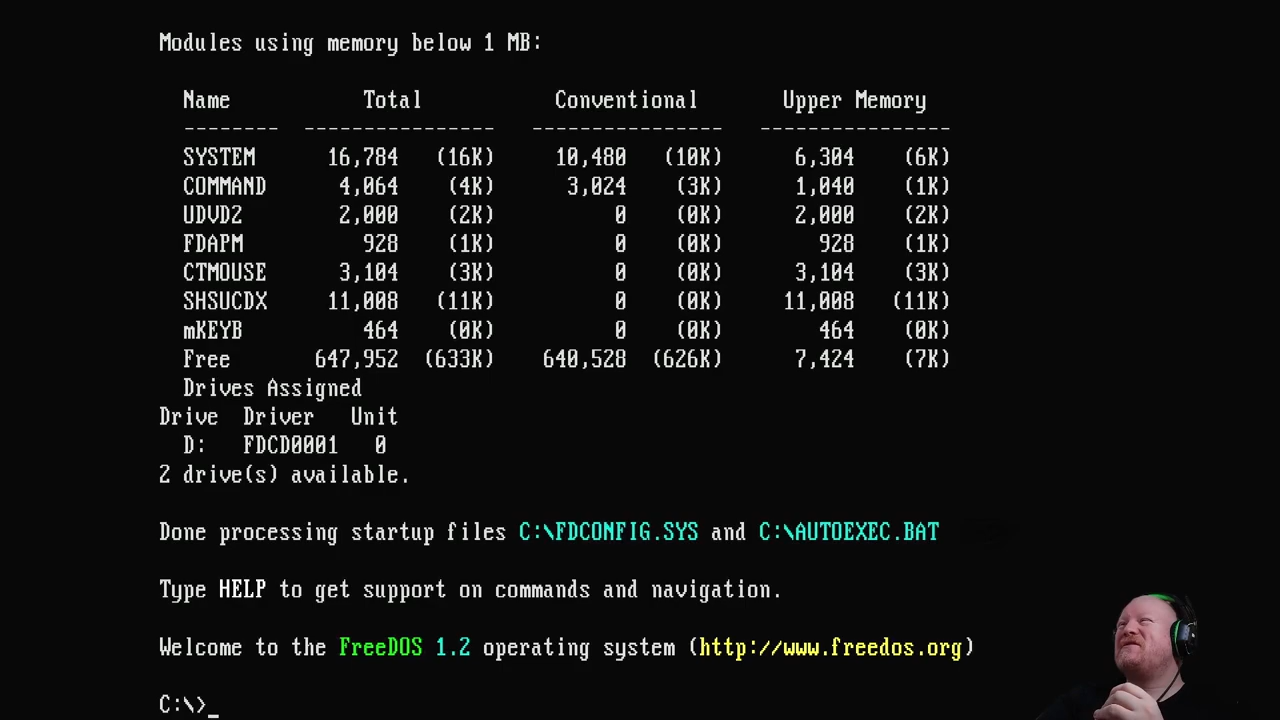 Modules using memory below 1 MB:
Name Total Conventional Upper Memory
-------- ---------------- ---------------- ----------------
SYSTEM 16,784 (16K) 10,480 (10K) 6,304 (6K)
COMMAND 4,064 (4K) 3,024 (3K) 1,040 (1K)
UDVD2 2,000 (2K) 0 (0K) 2,000 (2K)
FDAPM 928 (1K) 0 (0K) 928 (1K)
CTMOUSE 3,104 (3K) 0 (0K) 3,104 (3K)
SHSUCDX 11,008 (11K) 0 (0K) 11,008 (11K)
mKEYB 464 (0K) 0 (0K) 464 (0K)
Free 647,952 (633K) 640,528 (626K) 7,424 (7K)
Drives Assigned
Drive Driver Unit
D: FDCD0001 0
2 drive(s) available.
Done processing startup files C:\FDCONFIG.SYS and C:\AUTOEXEC.BAT
Type HELP to get support on commands and navigation.
Welcome to the FreeDOS 1.2 operating system (http://www.freedos.org)
C:\>_